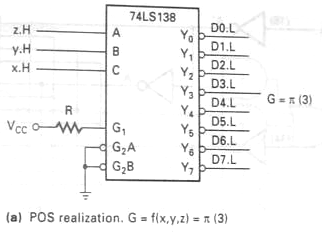 74LS138
z.H A Y0 D0.L
y.H B Y1 D1.L
x.H C Y2 D2.L
Y3 D3.L G = π (3)
Y4 D4.L
R Y5 D5.L
VCC G1 Y6 D6.L
G2A Y7 D7.L
G2B
(a) POS realization. G = f(x,y,z) = π (3)